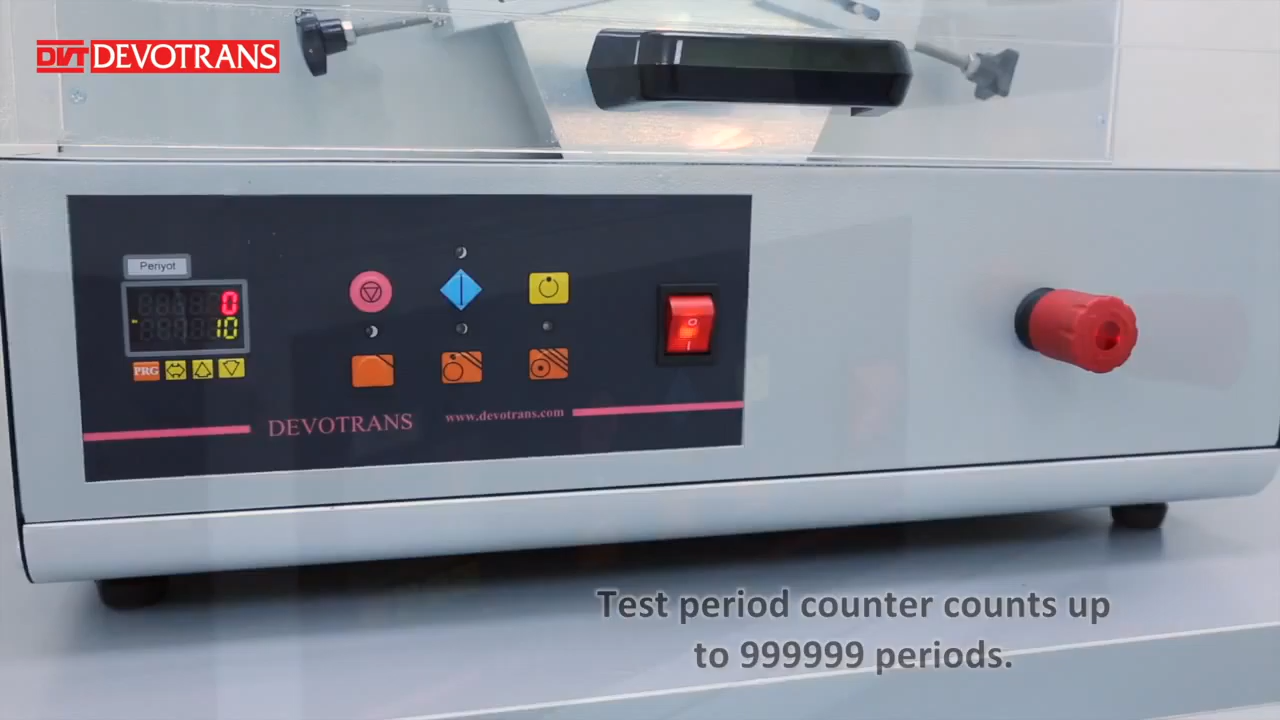 DVT DEVOTRANS
Periyot
0
10
PRG
DEVOTRANS
www.devotrans.com
Test period counter counts up
to 999999 periods.